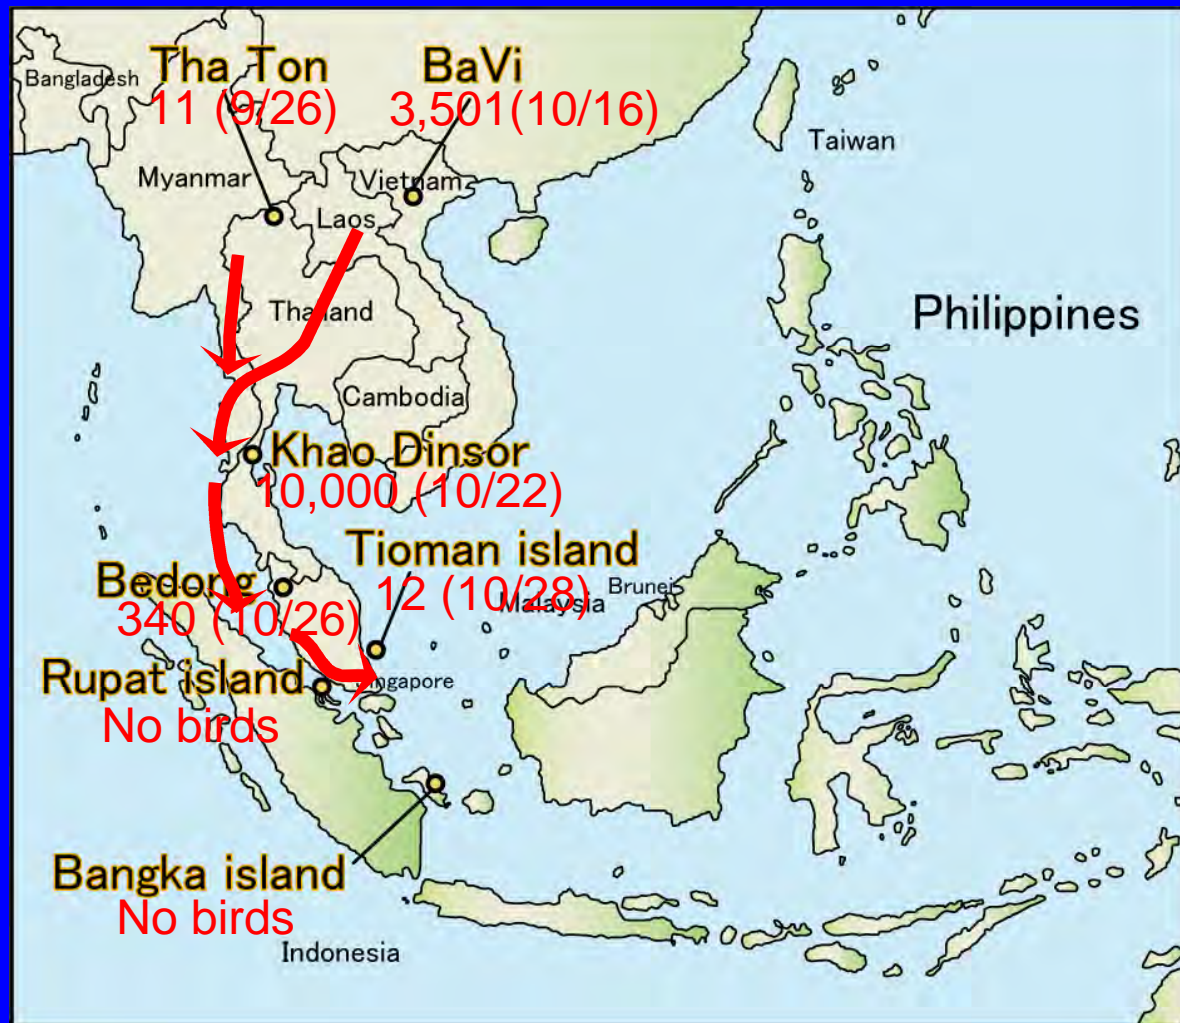 Tha Ton
11 (9/26)
BaVi
3,501(10/16)
Bangladesh
Taiwan
Myanmar
Vietnam
Laos
Thailand
Philippines
Cambodia
Khao Dinsor
10,000 (10/22)
Tioman island
12 (10/28)
Bedong
340 (10/26)
Brunei
Malaysia
Rupat island
No birds
Singapore
Bangka island
No birds
Indonesia